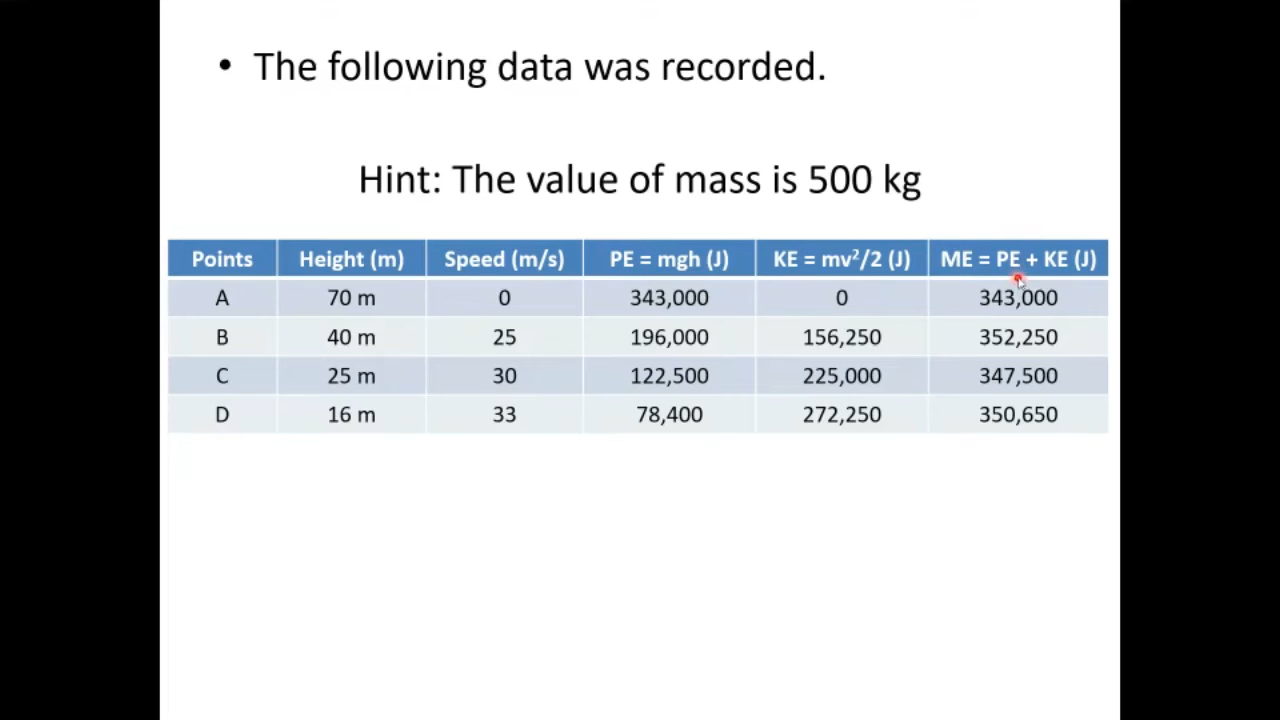 • The following data was recorded.
Hint: The value of mass is 500 kg
Points Height (m) Speed (m/s) PE = mgh (J) KE = mv²/2 (J) ME = PE + KE (J)
A 70 m 0 343,000 0 343,000
B 40 m 25 196,000 156,250 352,250
C 25 m 30 122,500 225,000 347,500
D 16 m 33 78,400 272,250 350,650